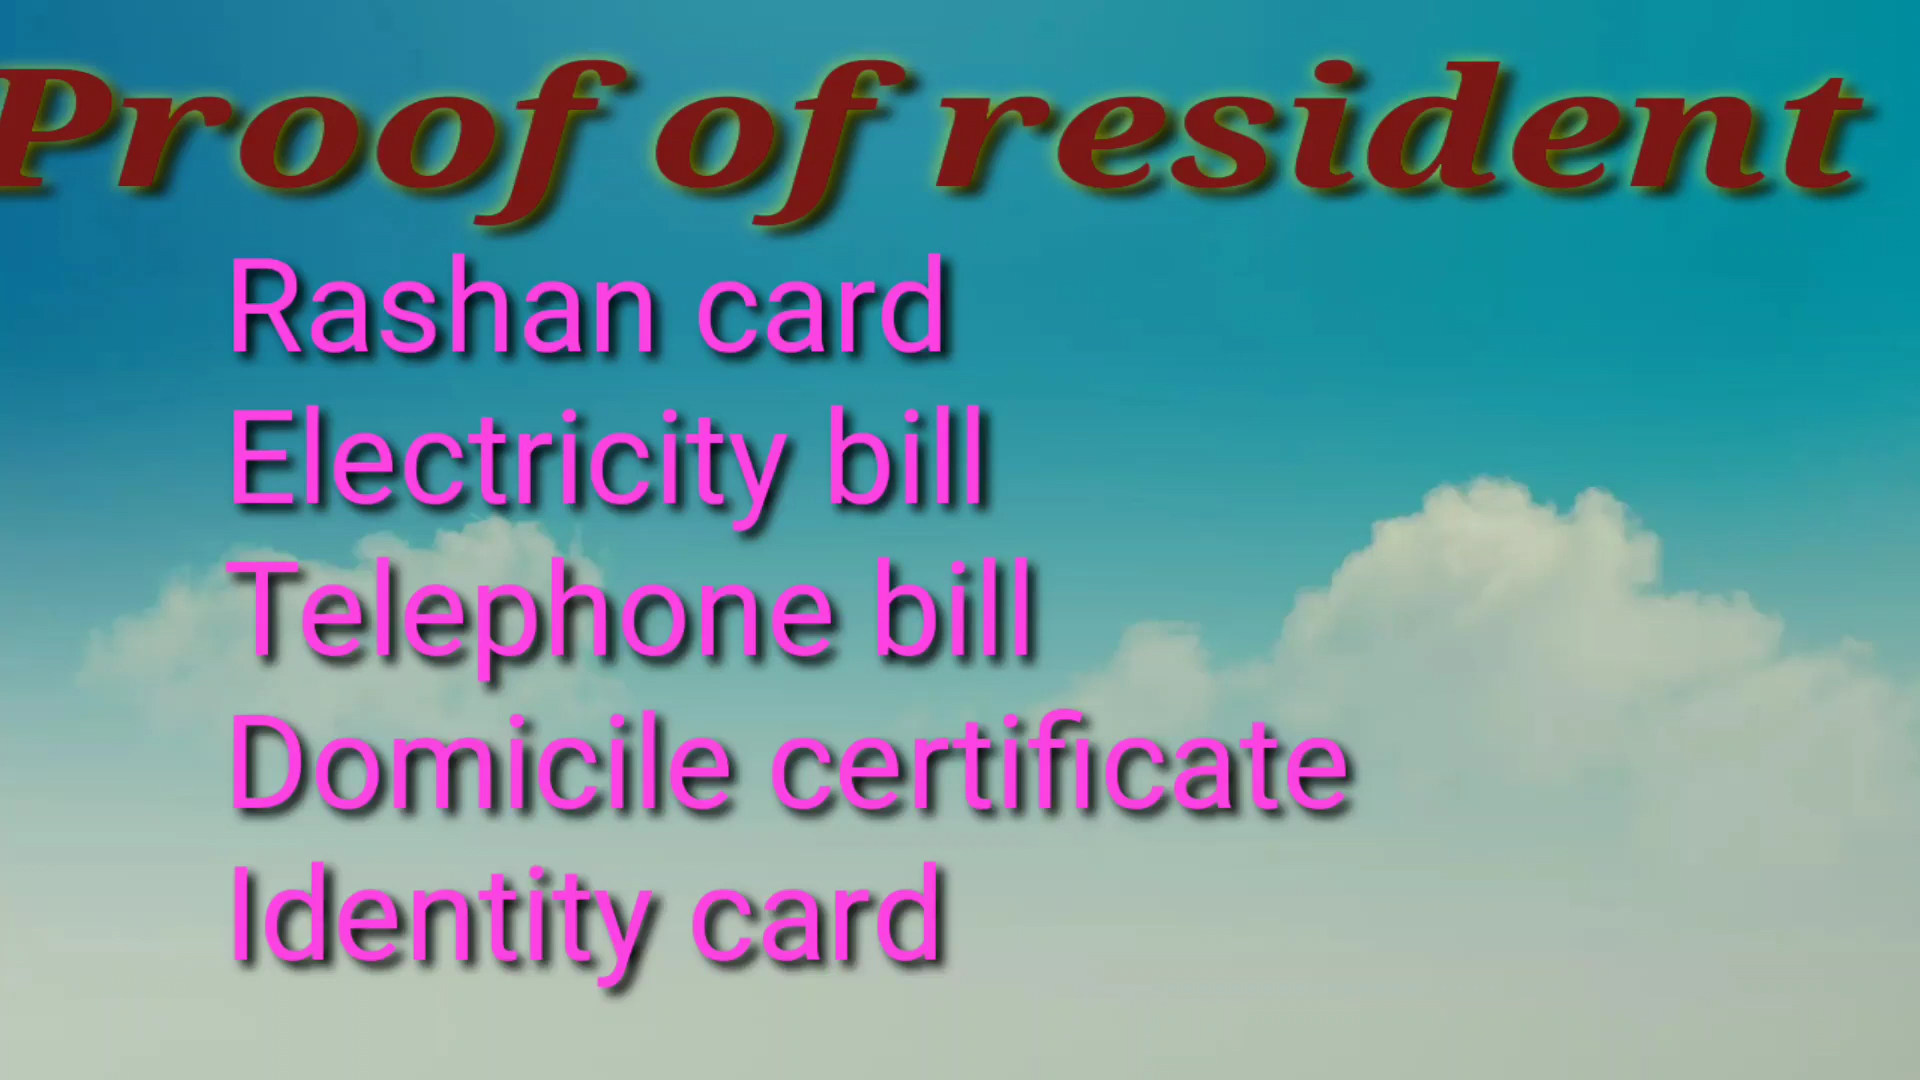 Proof of resident
Rashan card
Electricity bill
Telephone bill
Domicile certificate
Identity card